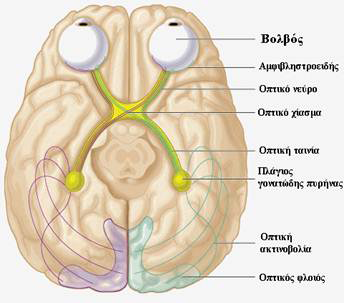 Βολβός
Αμφιβληστροειδής
Οπτικό νεύρο
Οπτικό χίασμα
Οπτική ταινία
Πλάγιος
γονατώδης πυρήνας
Οπτική
ακτινοβολία
Οπτικός φλοιός